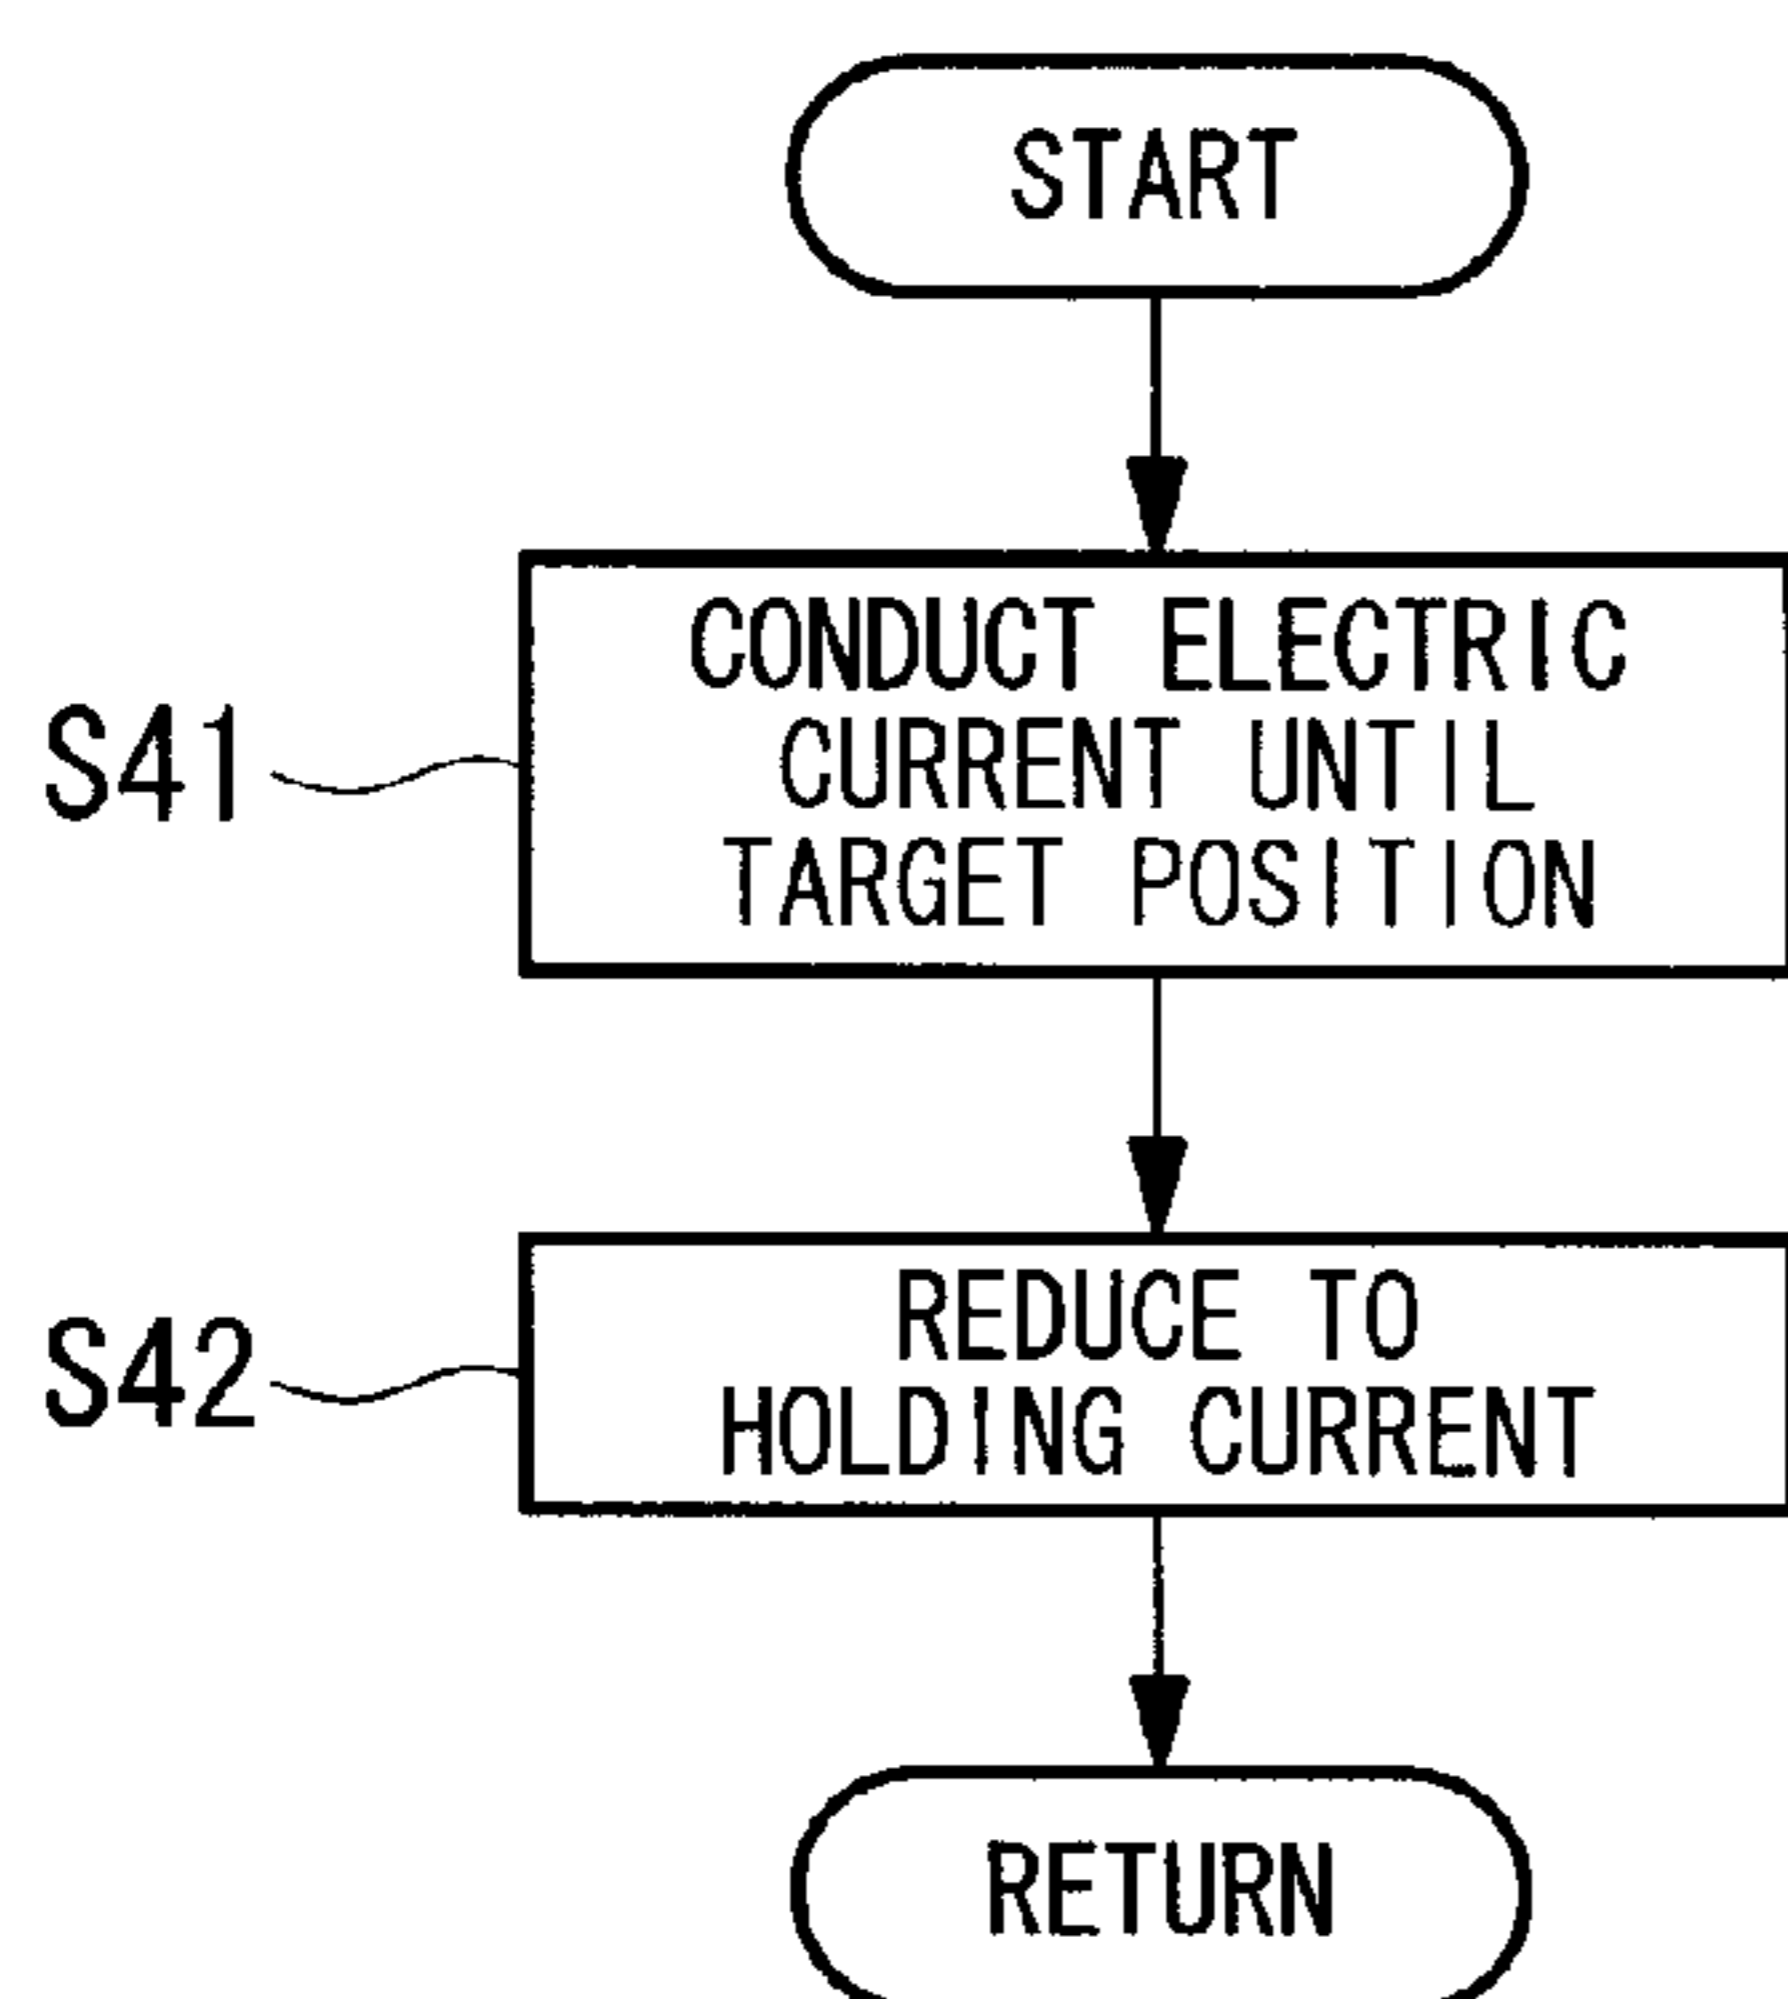 START
S41
CONDUCT ELECTRIC
CURRENT UNTIL
TARGET POSITION
S42
REDUCE TO
HOLDING CURRENT
RETURN